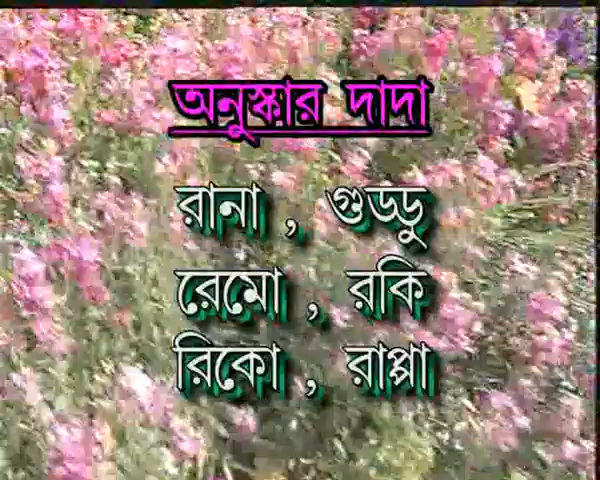 অনুস্কার দাদা
রানা , গুড্ডু
রেমো , রকি
রিকো , রাপ্পা